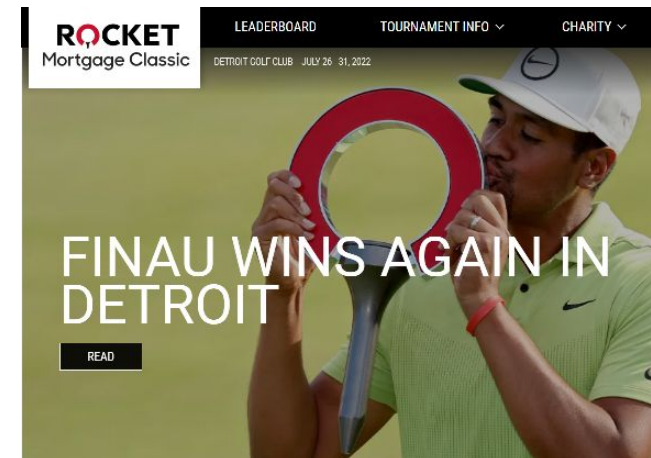 ROCKET
Mortgage Classic
LEADERBOARD
TOURNAMENT INFO
CHARITY
DETROIT GOLF CLUB JULY 26 31, 2022
FINAU WINS AGAIN IN
DETROIT
READ